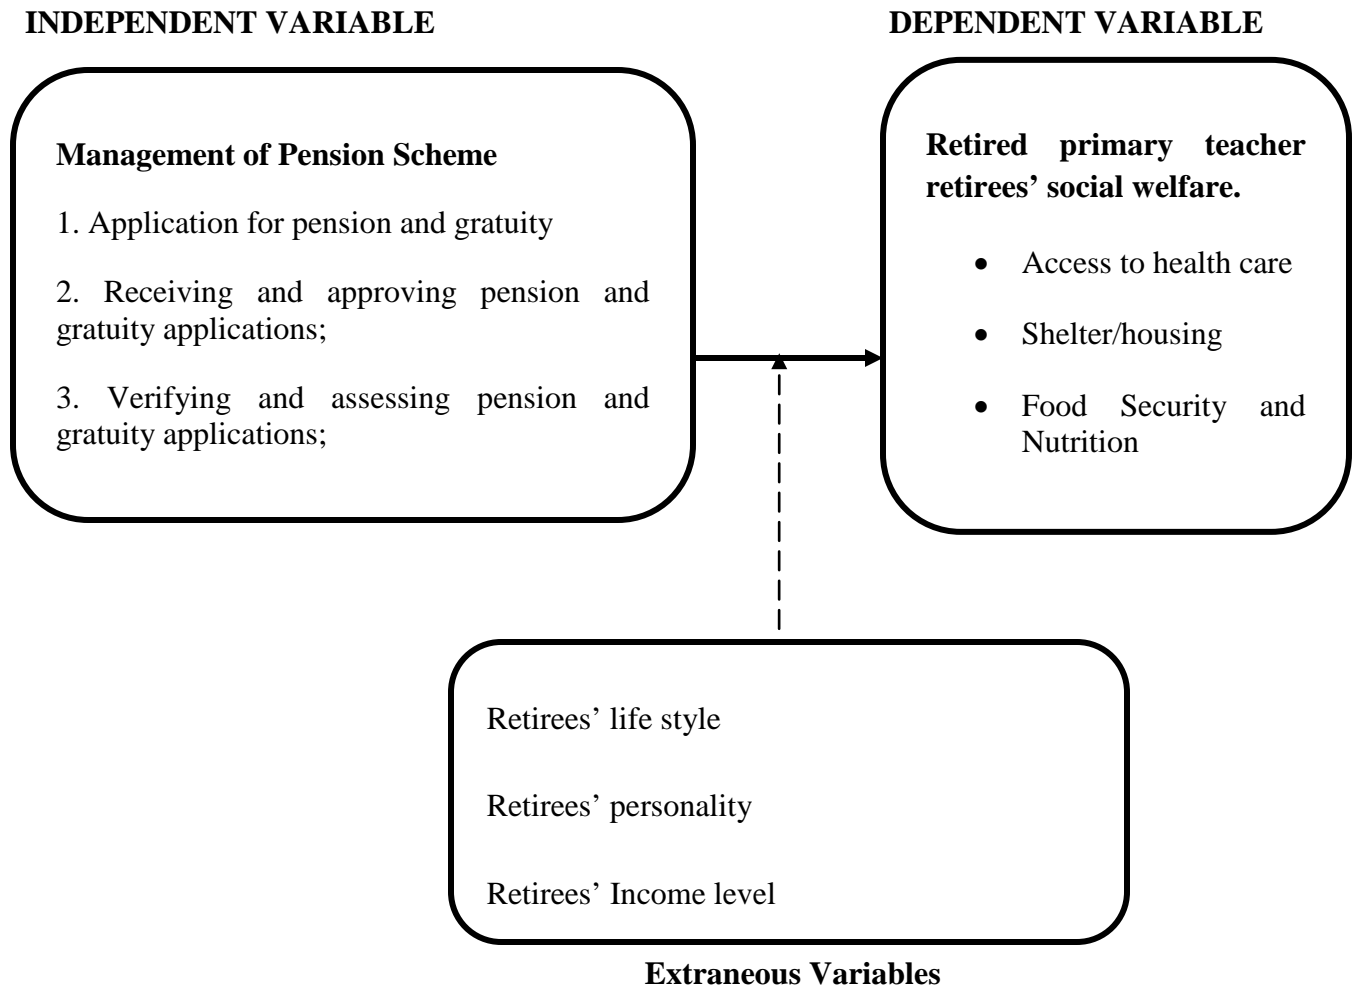 INDEPENDENT VARIABLE
DEPENDENT VARIABLE
Management of Pension Scheme
1. Application for pension and gratuity
2. Receiving and approving pension and
gratuity applications;
3. Verifying and assessing pension and
gratuity applications;
Retired primary teacher
retirees’ social welfare.
• Access to health care
• Shelter/housing
• Food Security and
Nutrition
Retirees’ life style
Retirees’ personality
Retirees’ Income level
Extraneous Variables